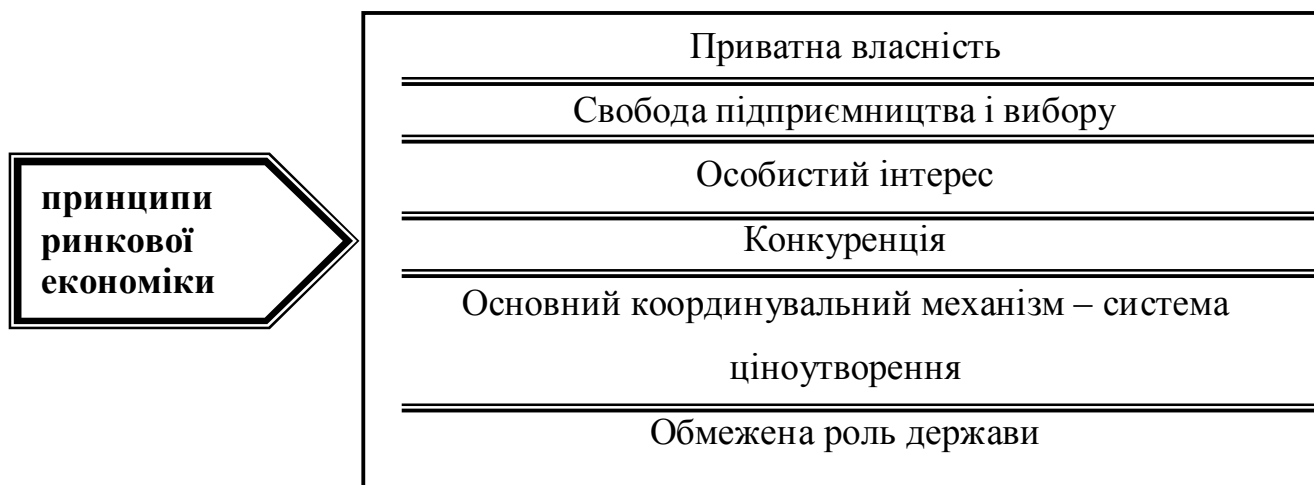 принципи
ринкової
економіки
Приватна власність
Свобода підприємництва і вибору
Особистий інтерес
Конкуренція
Основний координувальний механізм – система
ціноутворення
Обмежена роль держави